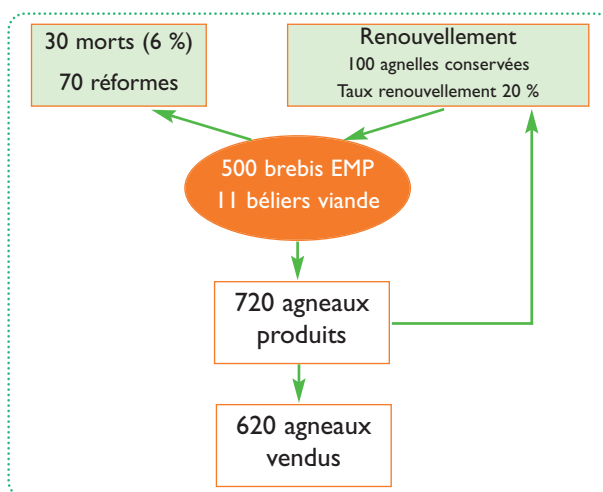 30 morts (6 %)
70 réformes
Renouvellement
100 agnelles conservées
Taux renouvellement 20 %
500 brebis EMP
11 béliers viande
720 agneaux
produits
620 agneaux
vendus